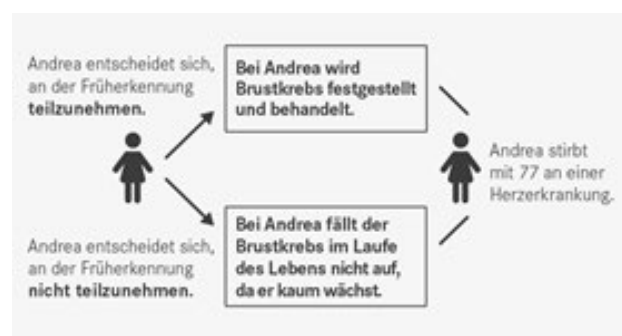 Andrea entscheidet sich,
an der Früherkennung
teilzunehmen.
Bei Andrea wird
Brustkrebs festgestellt
und behandelt.
Andrea stirbt
mit 77 an einer
Herzerkrankung.
Andrea entscheidet sich,
an der Früherkennung
nicht teilzunehmen.
Bei Andrea fällt der
Brustkrebs im Laufe
des Lebens nicht auf,
da er kaum wächst.